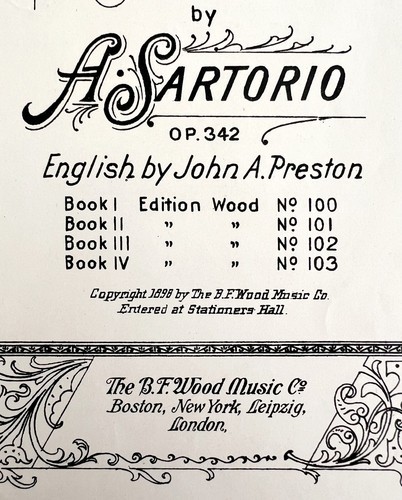 by
A. SARTORIO
OP. 342
English by John A. Preston
Book I Edition Wood Nº 100
Book II " " Nº 101
Book III " " Nº 102
Book IV " " Nº 103
Copyright 1898 by The B.F. Wood Music Co.
Entered at Stationers Hall.
The B.F. Wood Music Cº
Boston, New York, Leipzig,
London,